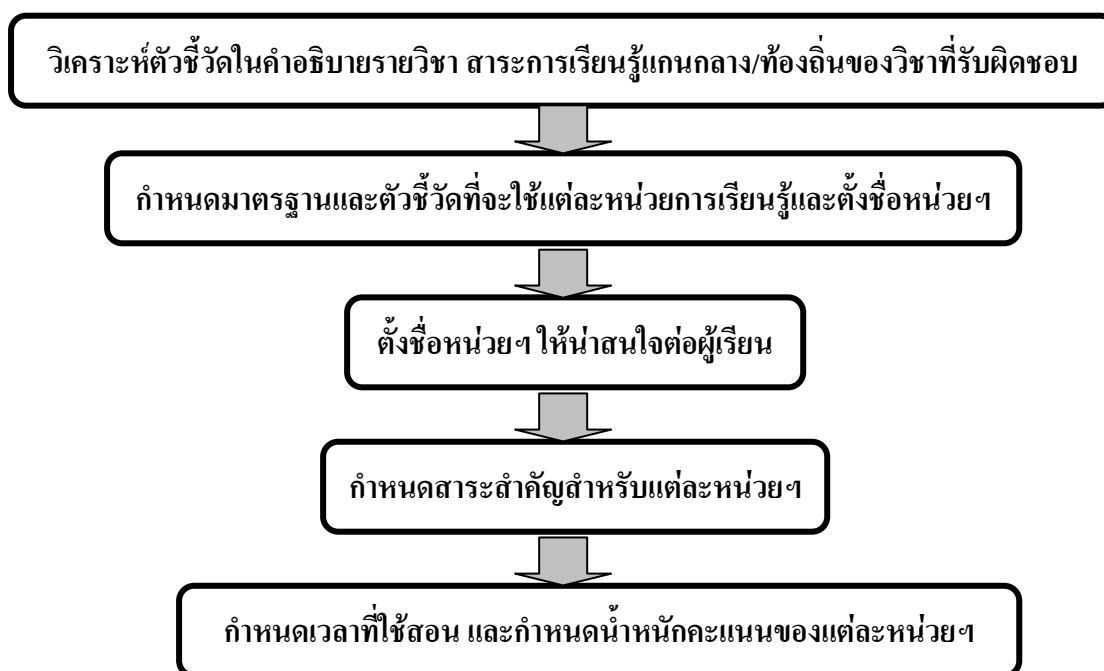 วิเคราะห์ตัวชี้วัดในคำอธิบายรายวิชา สาระการเรียนรู้แกนกลาง/ท้องถิ่นของวิชาที่รับผิดชอบ
กำหนดมาตรฐานและตัวชี้วัดที่จะใช้แต่ละหน่วยการเรียนรู้และตั้งชื่อหน่วยฯ
ตั้งชื่อหน่วยฯ ให้น่าสนใจต่อผู้เรียน
กำหนดสาระสำคัญสำหรับแต่ละหน่วยฯ
กำหนดเวลาที่ใช้สอน และกำหนดน้ำหนักคะแนนของแต่ละหน่วยฯ